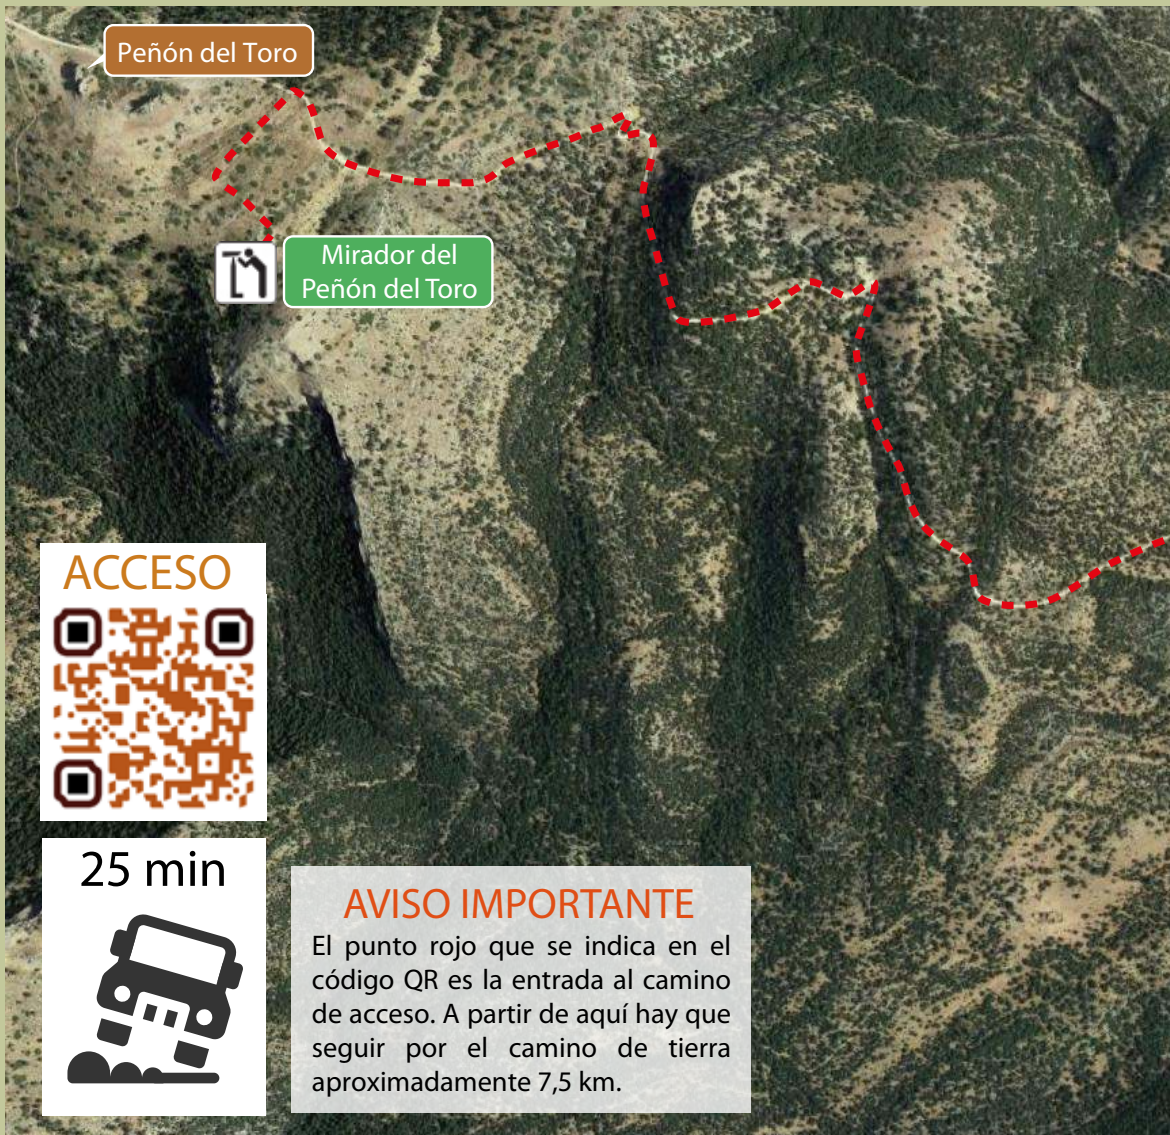 Peñón del Toro
Mirador del
Peñón del Toro
ACCESO
25 min
AVISO IMPORTANTE
El punto rojo que se indica en el
código QR es la entrada al camino
de acceso. A partir de aquí hay que
seguir por el camino de tierra
aproximadamente 7,5 km.